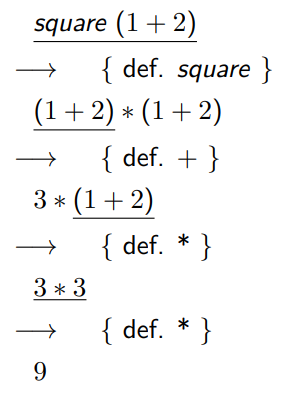 square (1 + 2)
⟶ { def. square }
(1 + 2) ∗ (1 + 2)
⟶ { def. + }
3 ∗ (1 + 2)
⟶ { def. * }
3 ∗ 3
⟶ { def. * }
9